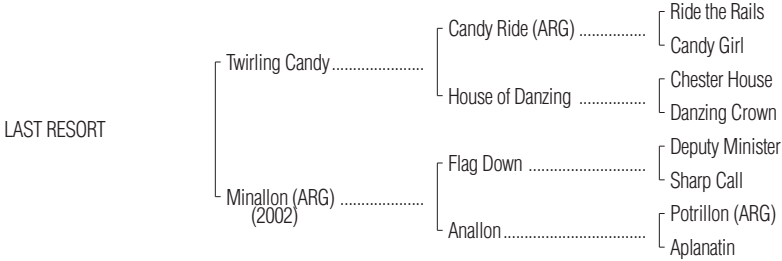 Ride the Rails
Candy Ride (ARG) ................
Candy Girl
Twirling Candy......................
Chester House
House of Danzing ................
Danzing Crown
LAST RESORT
Deputy Minister
Flag Down ............................
Sharp Call
Minallon (ARG) ....................
(2002)
Potrillon (ARG)
Anallon..................................
Aplanatin